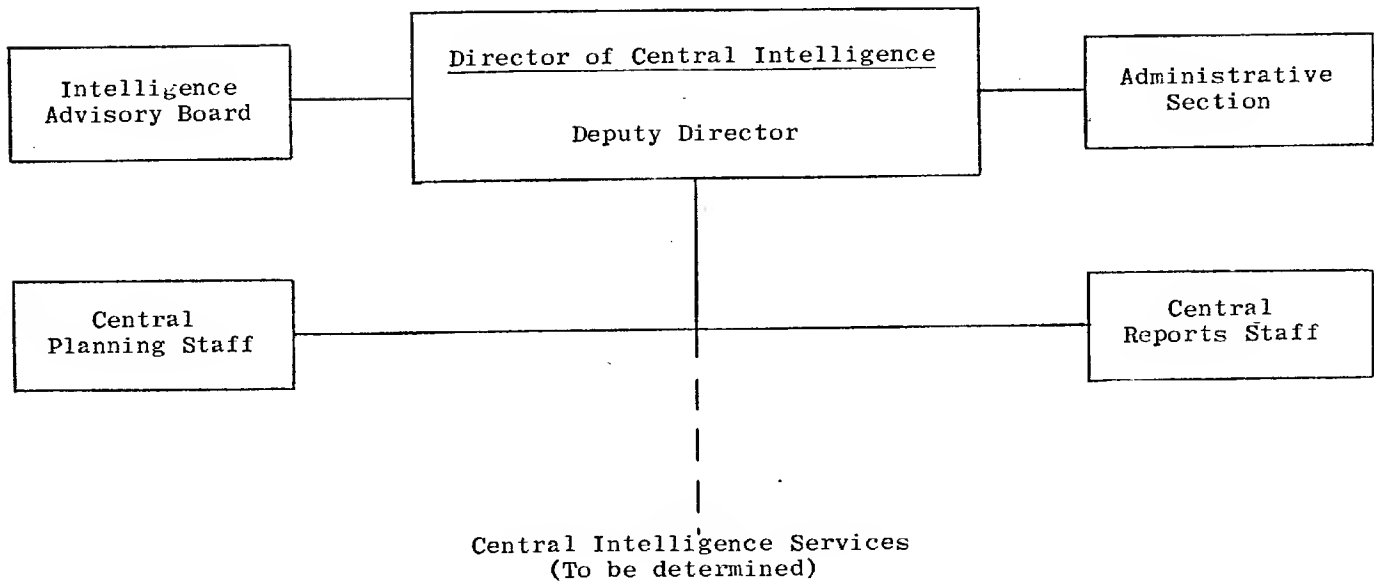 Director of Central Intelligence
Deputy Director
Intelligence
Advisory Board
Administrative
Section
Central
Planning Staff
Central
Reports Staff
Central Intelligence Services
(To be determined)